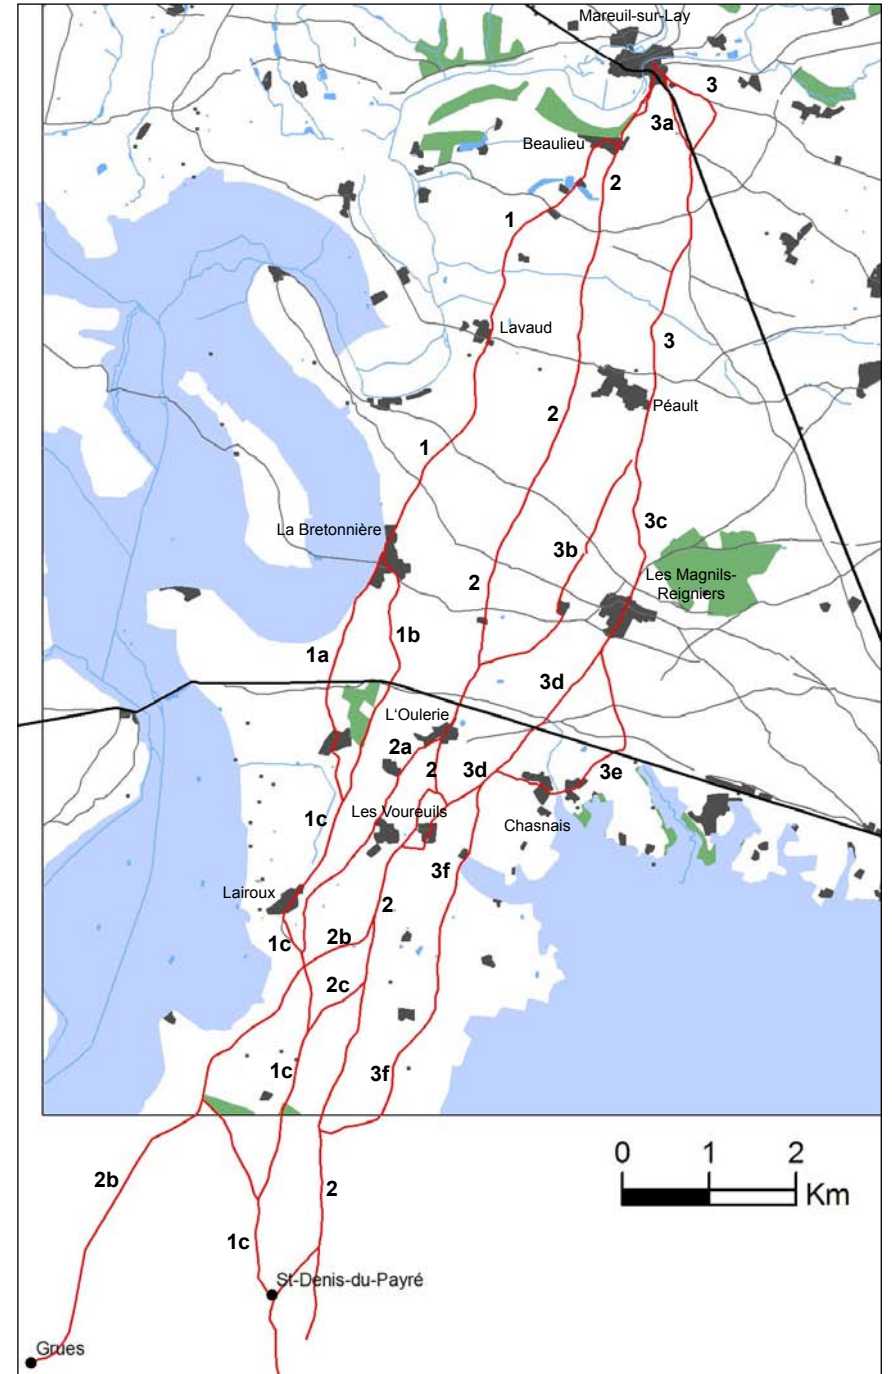 Mareuil-sur-Lay
3
3a
Beaulieu
2
1
Lavaud
3
Péault
2
1
3c
La Bretonnière
3b
Les Magnils-
Reigniers
2
1b
1a
3d
L'Oulerie
2a
2
3d
3e
Les Voureuils
1c
Chasnais
3f
Lairoux
2
2b
1c
2c
1c
3f
0 1 2
Km
2b
2
1c
St-Denis-du-Payré
Grues